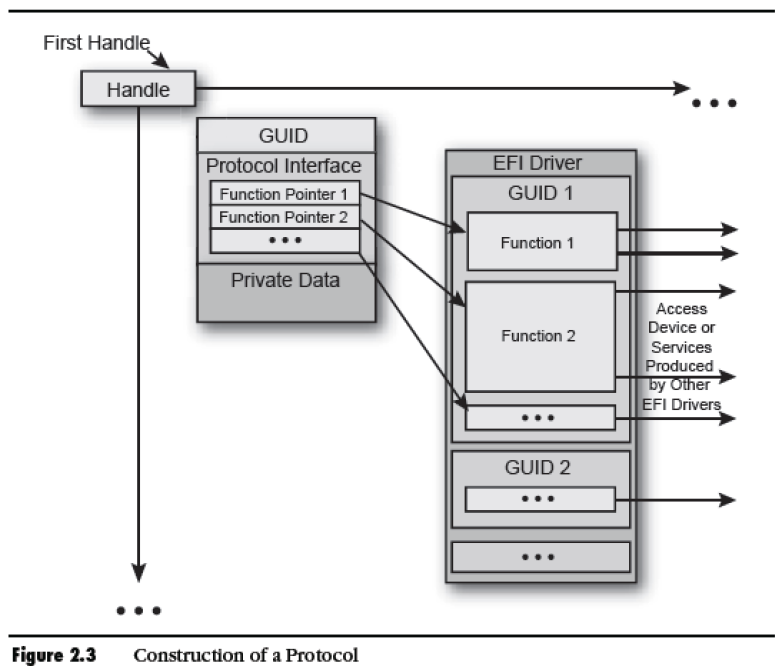 First Handle
Handle
• • •
GUID
Protocol Interface
Function Pointer 1
Function Pointer 2
• • •
Private Data
EFI Driver
GUID 1
Function 1
Function 2
• • •
Access
Device or
Services
Produced
by Other
EFI Drivers
GUID 2
• • •
• • •
• • •
Figure 2.3 Construction of a Protocol